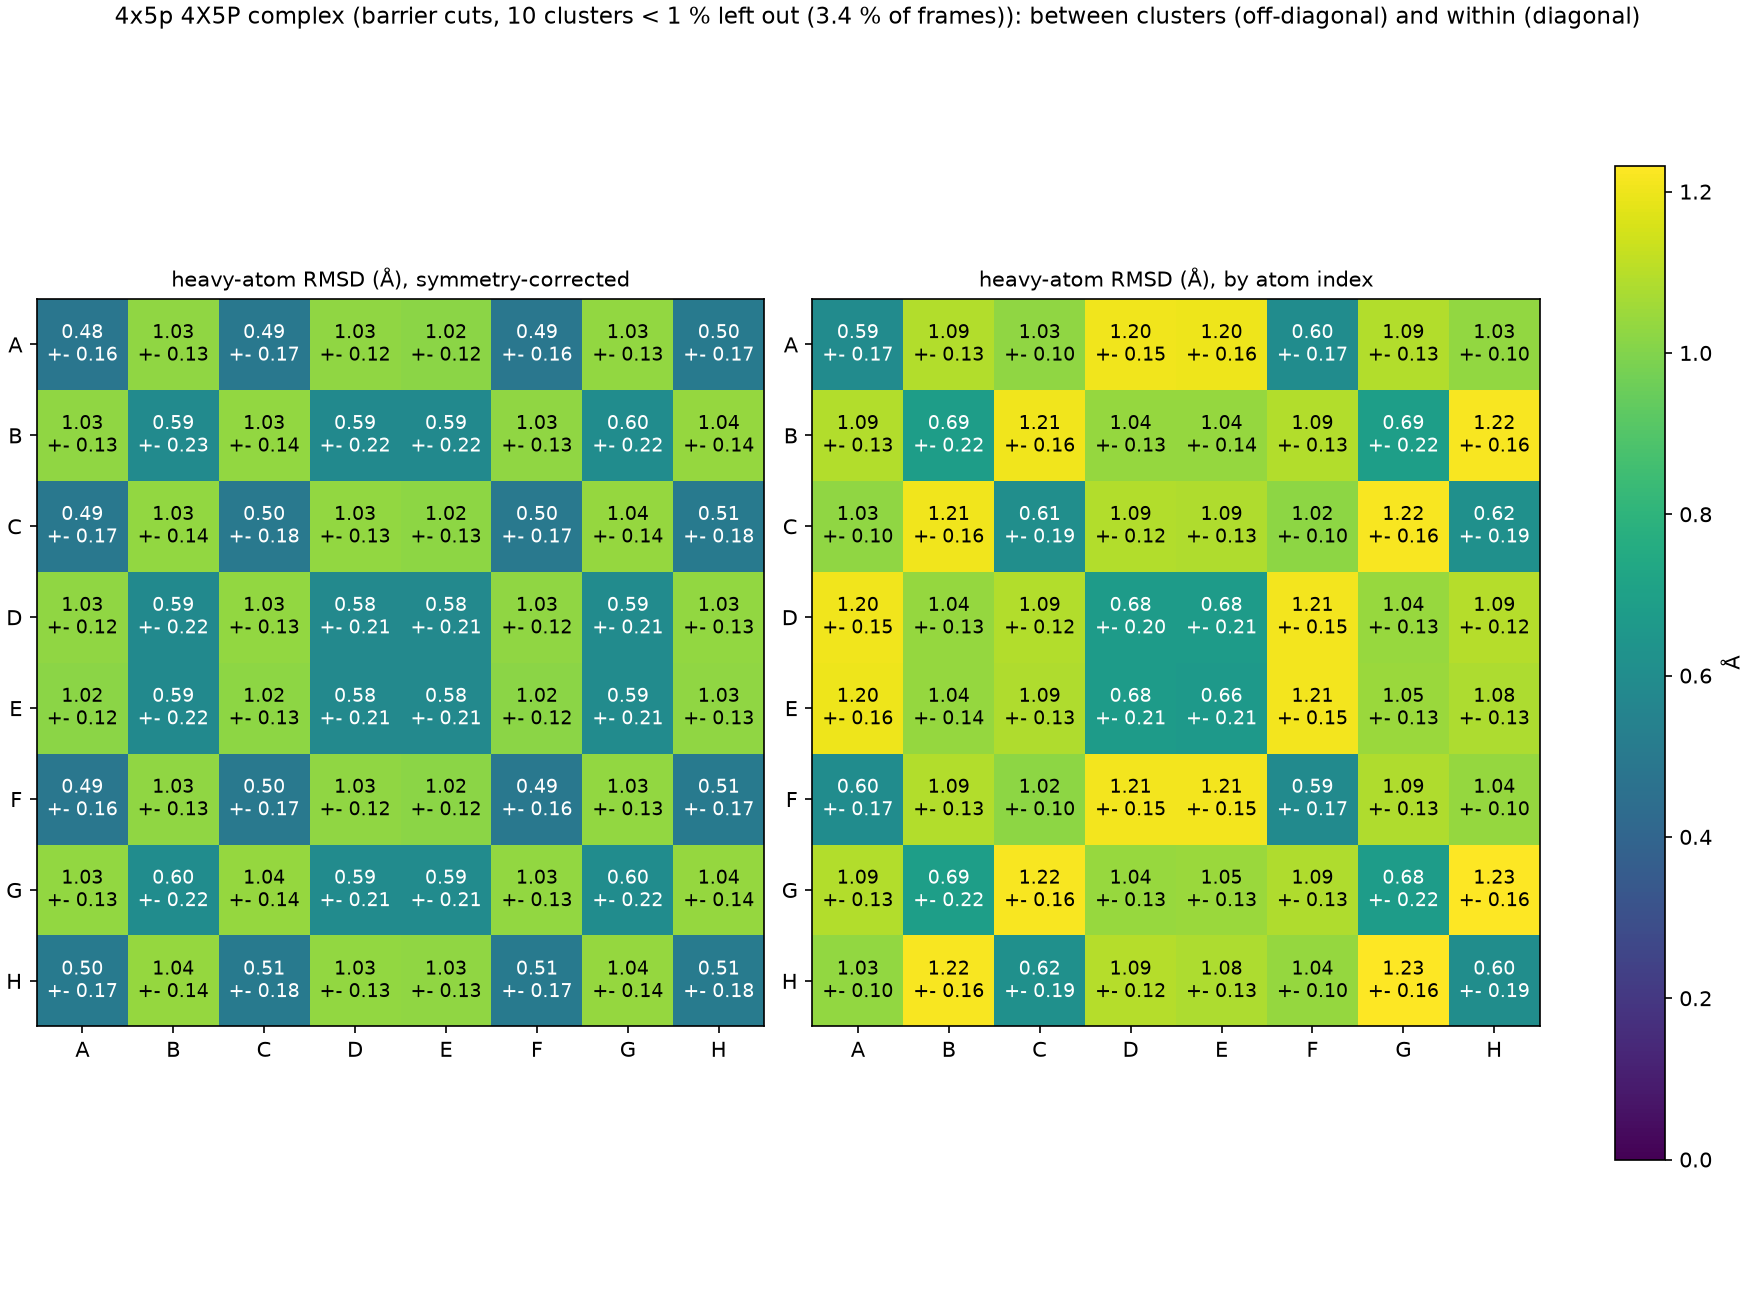 4x5p 4X5P complex (barrier cuts, 10 clusters < 1 % left out (3.4 % of frames)): between clusters (off-diagonal) and within (diagonal)
heavy-atom RMSD (Å), symmetry-corrected
A 0.48 +- 0.16 1.03 +- 0.13 0.49 +- 0.17 1.03 +- 0.12 1.02 +- 0.12 0.49 +- 0.16 1.03 +- 0.13 0.50 +- 0.17
B 1.03 +- 0.13 0.59 +- 0.23 1.03 +- 0.14 0.59 +- 0.22 0.59 +- 0.22 1.03 +- 0.13 0.60 +- 0.22 1.04 +- 0.14
C 0.49 +- 0.17 1.03 +- 0.14 0.50 +- 0.18 1.03 +- 0.13 1.02 +- 0.13 0.50 +- 0.17 1.04 +- 0.14 0.51 +- 0.18
D 1.03 +- 0.12 0.59 +- 0.22 1.03 +- 0.13 0.58 +- 0.21 0.58 +- 0.21 1.03 +- 0.12 0.59 +- 0.21 1.03 +- 0.13
E 1.02 +- 0.12 0.59 +- 0.22 1.02 +- 0.13 0.58 +- 0.21 0.58 +- 0.21 1.02 +- 0.12 0.59 +- 0.21 1.03 +- 0.13
F 0.49 +- 0.16 1.03 +- 0.13 0.50 +- 0.17 1.03 +- 0.12 1.02 +- 0.12 0.49 +- 0.16 1.03 +- 0.13 0.51 +- 0.17
G 1.03 +- 0.13 0.60 +- 0.22 1.04 +- 0.14 0.59 +- 0.21 0.59 +- 0.21 1.03 +- 0.13 0.60 +- 0.22 1.04 +- 0.14
H 0.50 +- 0.17 1.04 +- 0.14 0.51 +- 0.18 1.03 +- 0.13 1.03 +- 0.13 0.51 +- 0.17 1.04 +- 0.14 0.51 +- 0.18
A B C D E F G H
heavy-atom RMSD (Å), by atom index
A 0.59 +- 0.17 1.09 +- 0.13 1.03 +- 0.10 1.20 +- 0.15 1.20 +- 0.16 0.60 +- 0.17 1.09 +- 0.13 1.03 +- 0.10
B 1.09 +- 0.13 0.69 +- 0.22 1.21 +- 0.16 1.04 +- 0.13 1.04 +- 0.14 1.09 +- 0.13 0.69 +- 0.22 1.22 +- 0.16
C 1.03 +- 0.10 1.21 +- 0.16 0.61 +- 0.19 1.09 +- 0.12 1.09 +- 0.13 1.02 +- 0.10 1.22 +- 0.16 0.62 +- 0.19
D 1.20 +- 0.15 1.04 +- 0.13 1.09 +- 0.12 0.68 +- 0.20 0.68 +- 0.21 1.21 +- 0.15 1.04 +- 0.13 1.09 +- 0.12
E 1.20 +- 0.16 1.04 +- 0.14 1.09 +- 0.13 0.68 +- 0.21 0.66 +- 0.21 1.21 +- 0.15 1.05 +- 0.13 1.08 +- 0.13
F 0.60 +- 0.17 1.09 +- 0.13 1.02 +- 0.10 1.21 +- 0.15 1.21 +- 0.15 0.59 +- 0.17 1.09 +- 0.13 1.04 +- 0.10
G 1.09 +- 0.13 0.69 +- 0.22 1.22 +- 0.16 1.04 +- 0.13 1.05 +- 0.13 1.09 +- 0.13 0.68 +- 0.22 1.23 +- 0.16
H 1.03 +- 0.10 1.22 +- 0.16 0.62 +- 0.19 1.09 +- 0.12 1.08 +- 0.13 1.04 +- 0.10 1.23 +- 0.16 0.60 +- 0.19
A B C D E F G H
1.2
1.0
0.8
0.6
0.4
0.2
0.0
Å